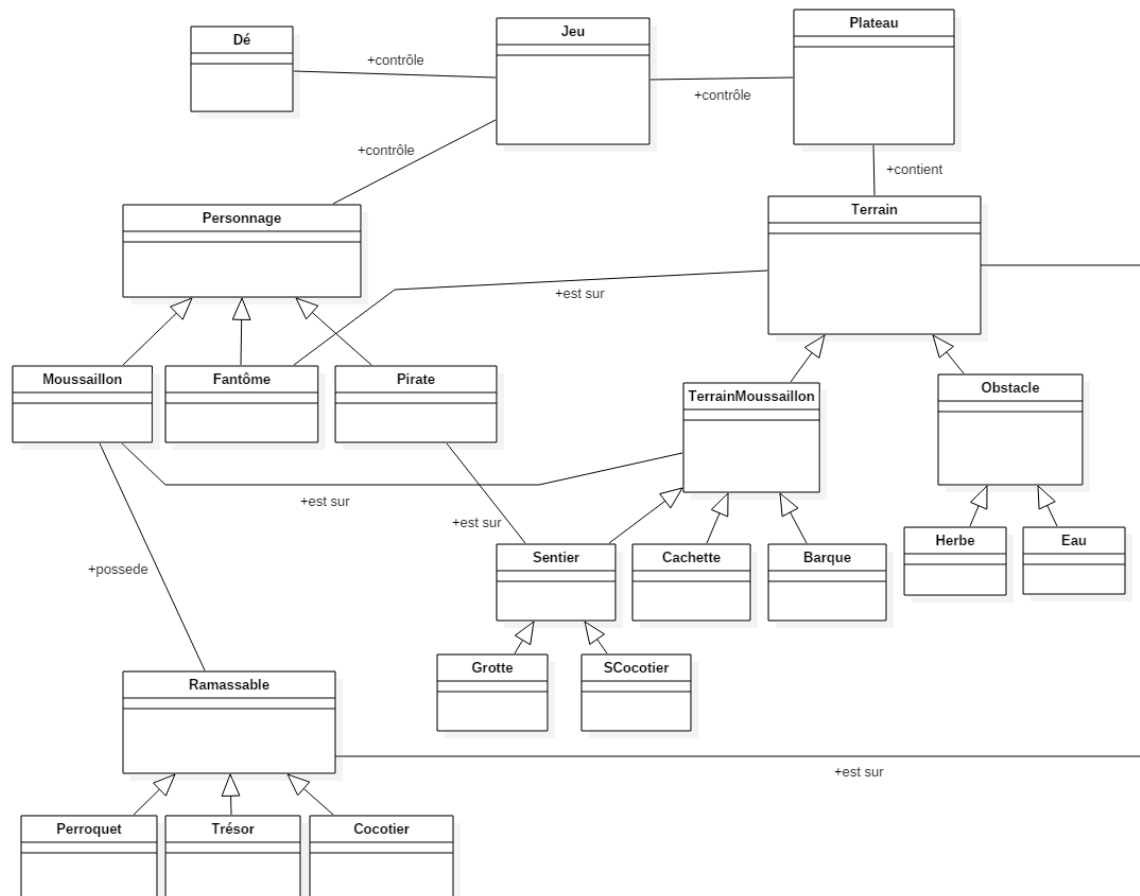 Dé
Jeu
Plateau
+contrôle
+contrôle
+contrôle
+contient
Personnage
Terrain
+est sur
Moussaillon
Fantôme
Pirate
TerrainMoussaillon
Obstacle
+est sur
+est sur
Sentier
Cachette
Barque
Herbe
Eau
+possede
Grotte
SCocotier
Ramassable
+est sur
Perroquet
Trésor
Cocotier